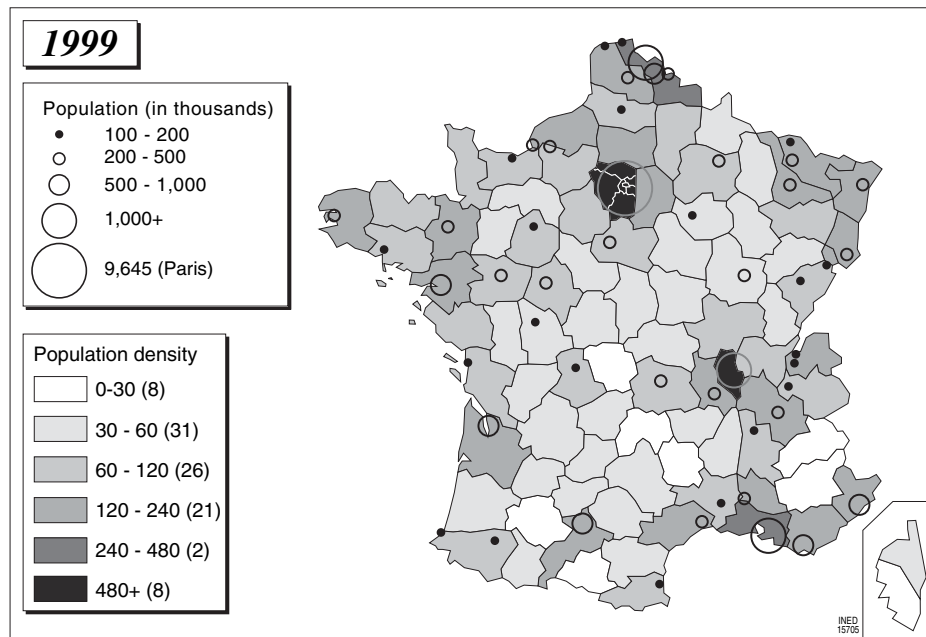 1999
Population (in thousands)
100 - 200
200 - 500
500 - 1,000
1,000+
9,645 (Paris)
Population density
0-30 (8)
30 - 60 (31)
60 - 120 (26)
120 - 240 (21)
240 - 480 (2)
480+ (8)
INED
15705